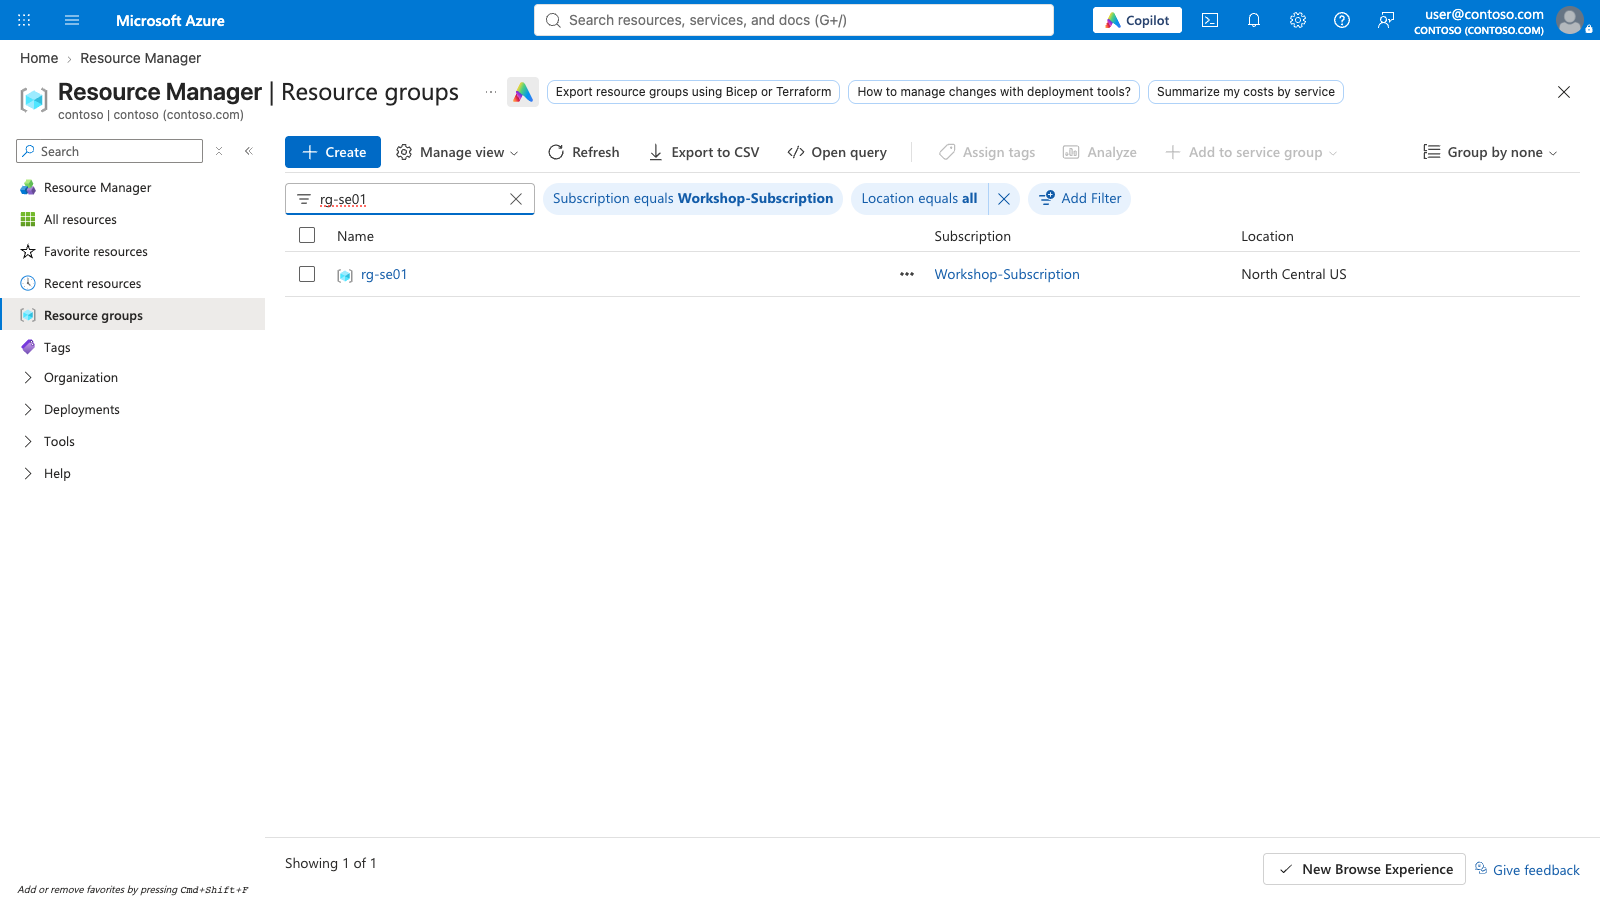 Microsoft Azure
Search resources, services, and docs (G+/)
Copilot
user@contoso.com
CONTOSO (CONTOSO.COM)
Home › Resource Manager
Resource Manager | Resource groups
...
Export resource groups using Bicep or Terraform
How to manage changes with deployment tools?
Summarize my costs by service
contoso | contoso (contoso.com)
Search
Create
Manage view
Refresh
Export to CSV
Open query
Assign tags
Analyze
Add to service group
Group by none
Resource Manager
All resources
Favorite resources
Recent resources
Resource groups
Tags
Organization
Deployments
Tools
Help
rg-se01
Subscription equals Workshop-Subscription
Location equals all
Add Filter
Name Subscription Location
rg-se01 ... Workshop-Subscription North Central US
Showing 1 of 1
New Browse Experience
Give feedback
Add or remove favorites by pressing Cmd+Shift+F